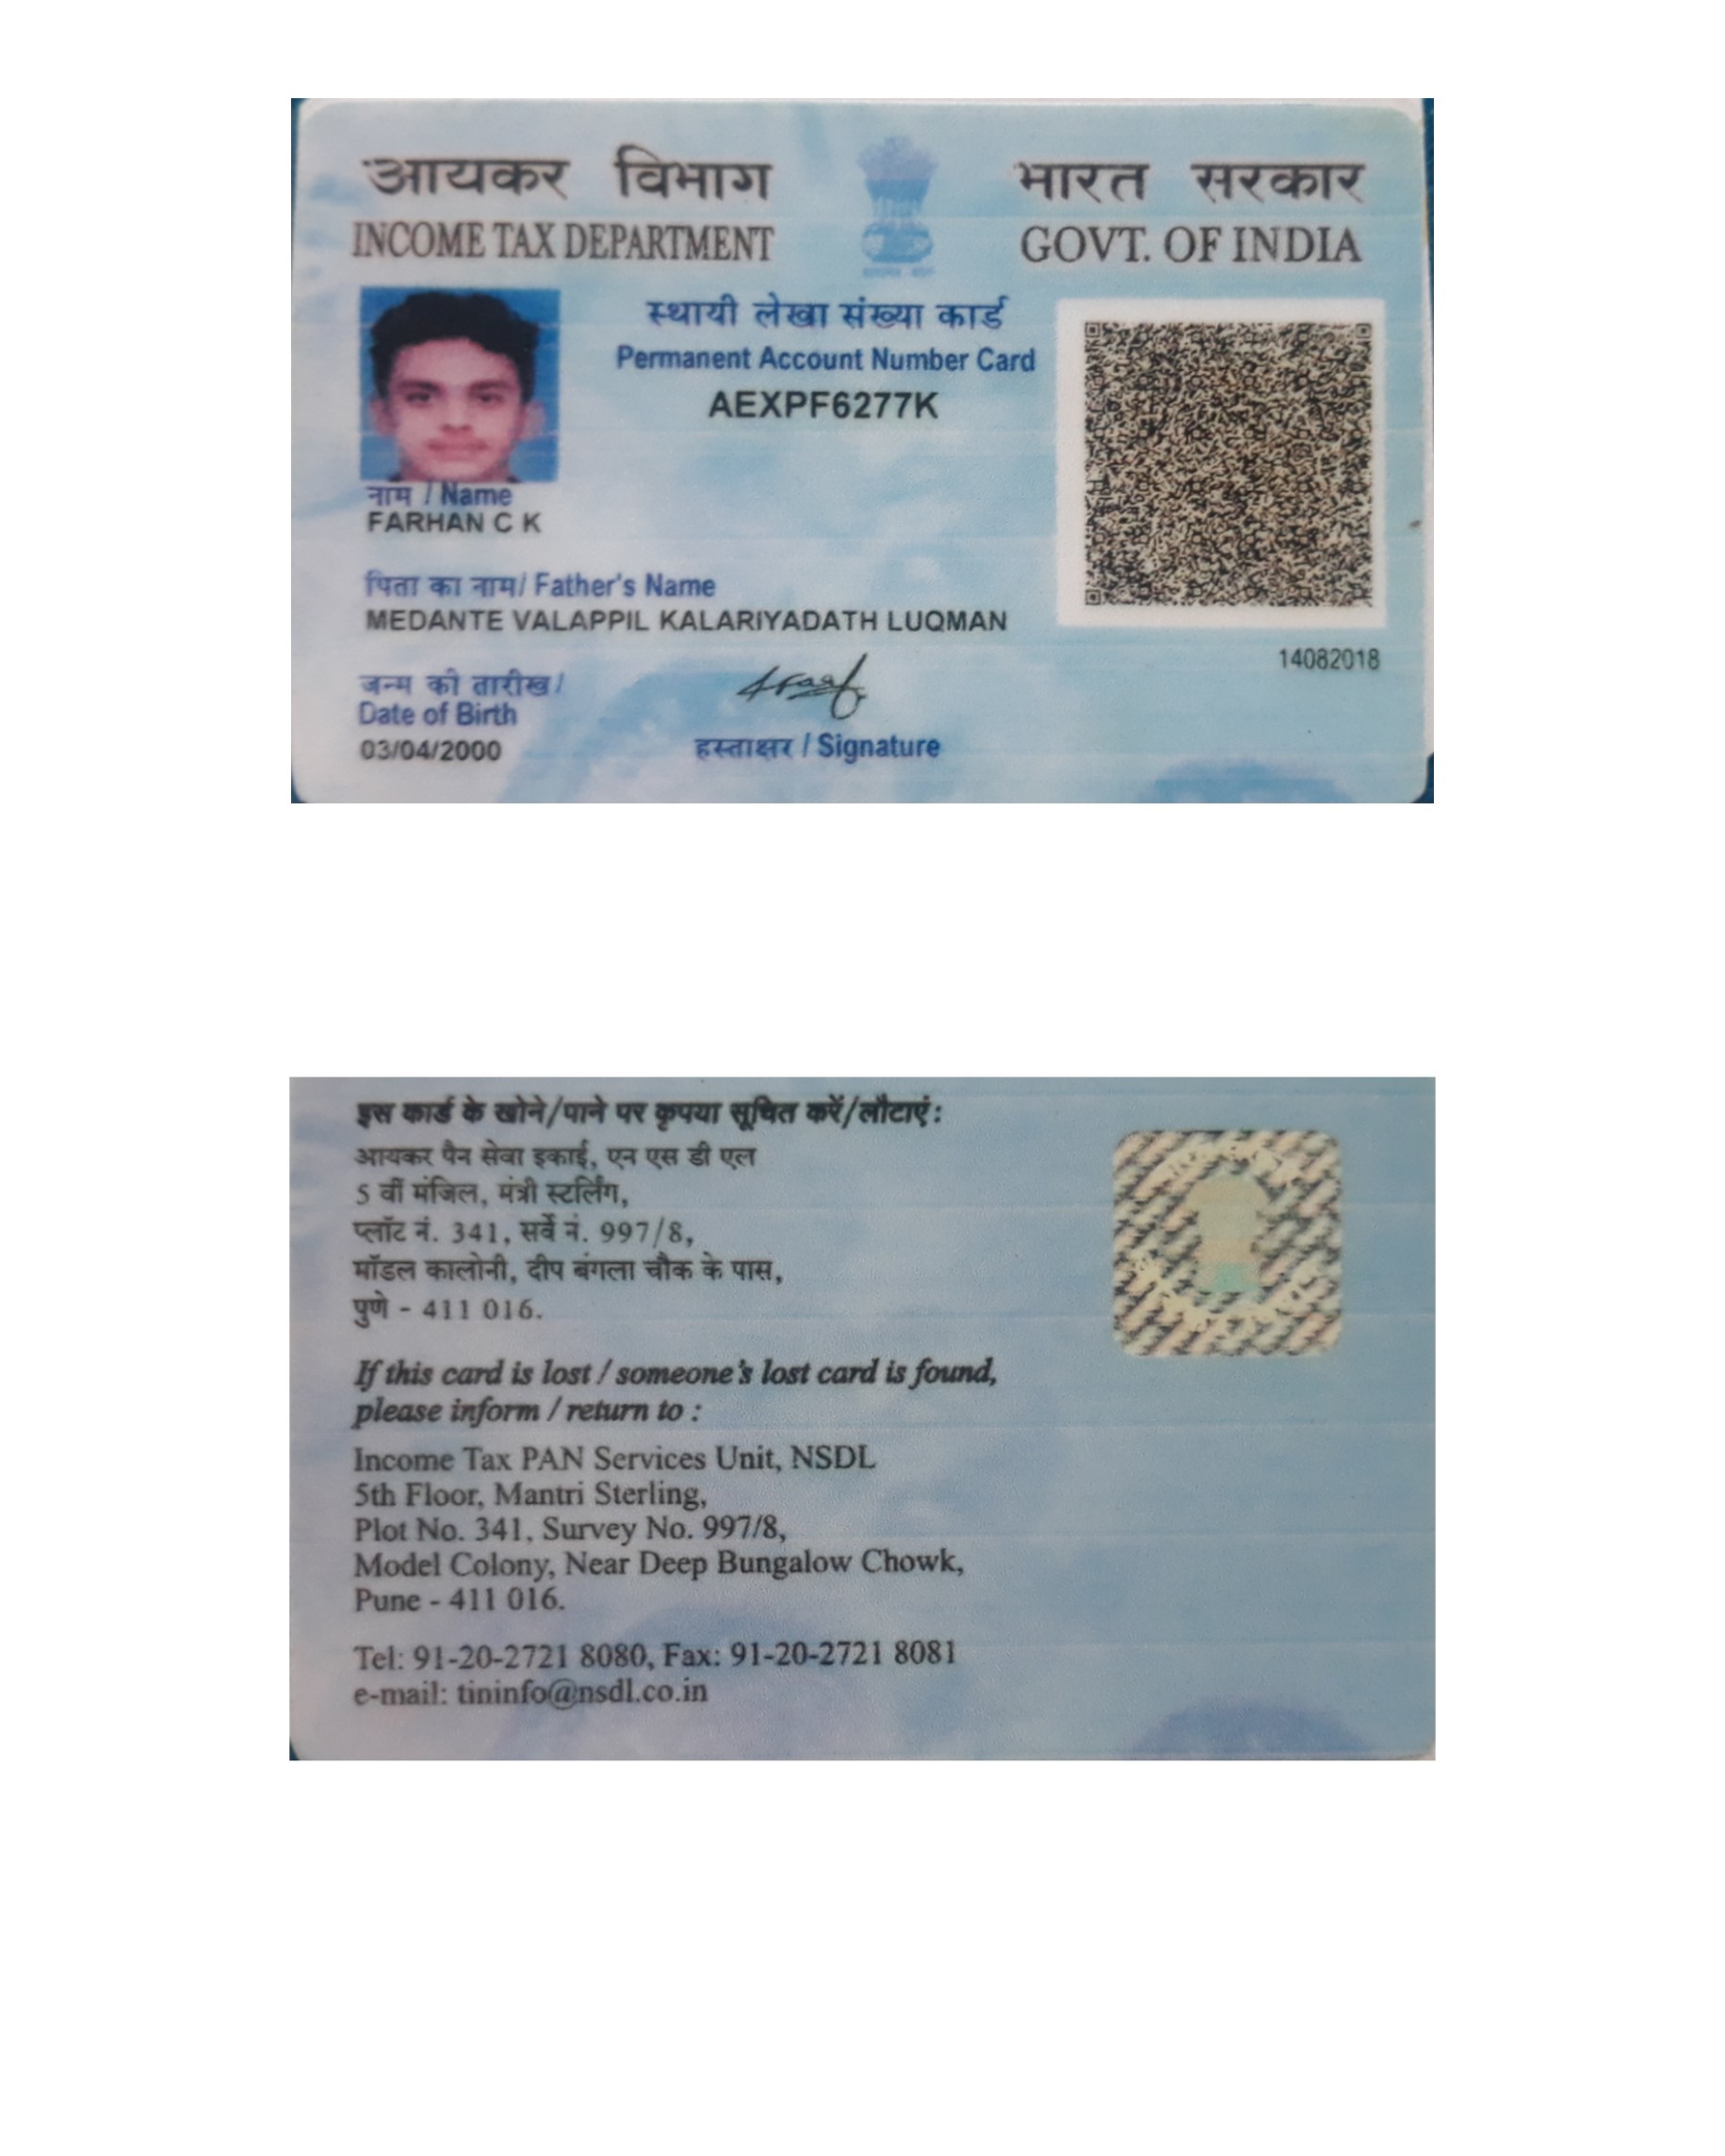 आयकर विभाग
INCOME TAX DEPARTMENT
भारत सरकार
GOVT. OF INDIA
स्थायी लेखा संख्या कार्ड
Permanent Account Number Card
AEXPF6277K
नाम / Name
FARHAN C K
पिता का नाम/ Father's Name
MEDANTE VALAPPIL KALARIYADATH LUQMAN
14082018
जन्म की तारीख/
Date of Birth
03/04/2000
हस्ताक्षर / Signature
इस कार्ड के खोने/पाने पर कृपया सूचित करें/लौटाएं:
आयकर पैन सेवा इकाई, एन एस डी एल
5 वीं मंजिल, मंत्री स्टर्लिंग,
प्लॉट नं. 341, सर्वे नं. 997/8,
मॉडल कालोनी, दीप बंगला चौक के पास,
पुणे - 411 016.
If this card is lost / someone's lost card is found,
please inform / return to :
Income Tax PAN Services Unit, NSDL
5th Floor, Mantri Sterling,
Plot No. 341, Survey No. 997/8,
Model Colony, Near Deep Bungalow Chowk,
Pune - 411 016.
Tel: 91-20-2721 8080, Fax: 91-20-2721 8081
e-mail: tininfo@nsdl.co.in